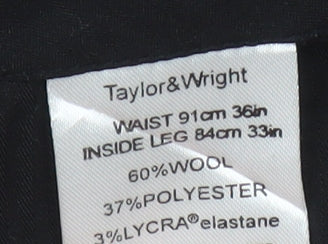 Taylor&Wright
WAIST 91cm 36in
INSIDE LEG 84cm 33in
60%WOOL
37%POLYESTER
3%LYCRA®elastane